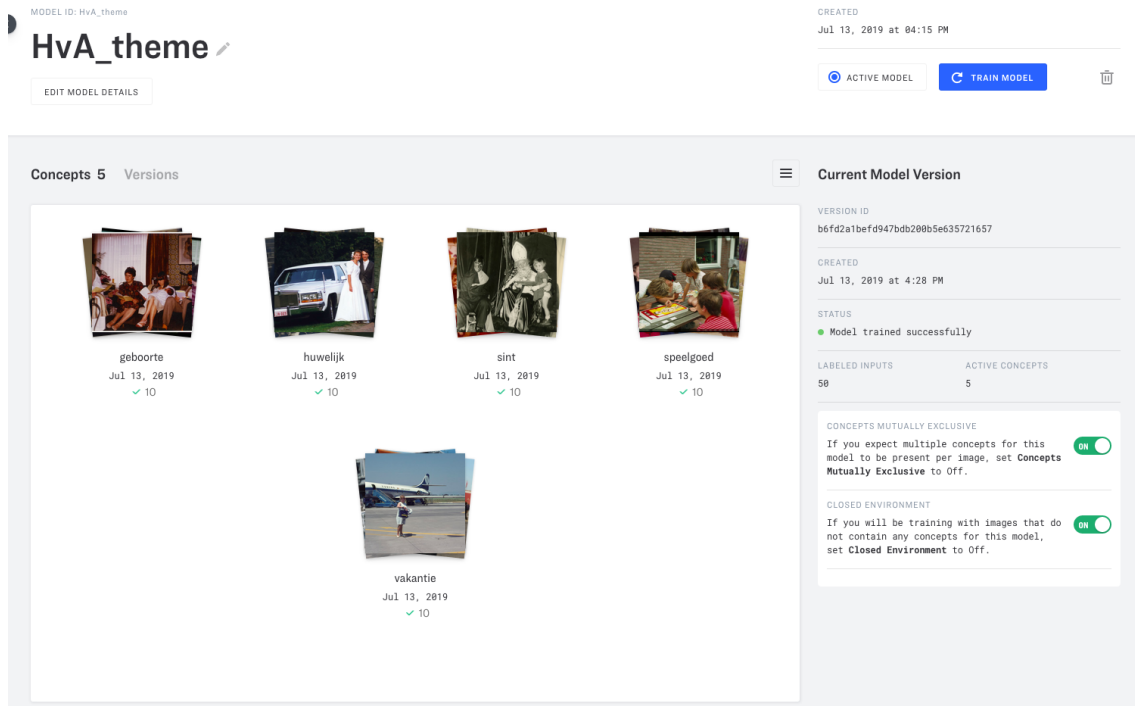 MODEL ID: HvA_theme
HvA_theme
EDIT MODEL DETAILS
CREATED
Jul 13, 2019 at 04:15 PM
ACTIVE MODEL
TRAIN MODEL
Concepts 5 Versions
geboorte
Jul 13, 2019
10
huwelijk
Jul 13, 2019
10
sint
Jul 13, 2019
10
speelgoed
Jul 13, 2019
10
vakantie
Jul 13, 2019
10
Current Model Version
VERSION ID
b6fd2a1befd947bdb200b5e635721657
CREATED
Jul 13, 2019 at 4:28 PM
STATUS
Model trained successfully
LABELED INPUTS ACTIVE CONCEPTS
50 5
CONCEPTS MUTUALLY EXCLUSIVE
If you expect multiple concepts for this
model to be present per image, set Concepts
Mutually Exclusive to Off.
ON
CLOSED ENVIRONMENT
If you will be training with images that do
not contain any concepts for this model,
set Closed Environment to Off.
ON